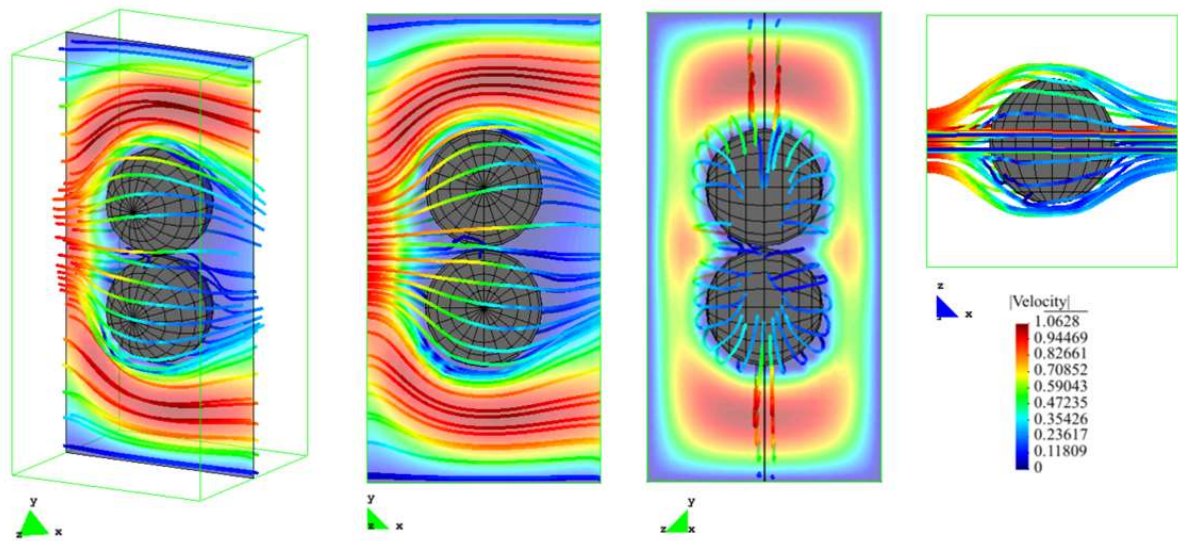 |Velocity|
1.0628
0.94469
0.82661
0.70852
0.59043
0.47235
0.35426
0.23617
0.11809
0
y
z x
y
z x
y
z x
z
x